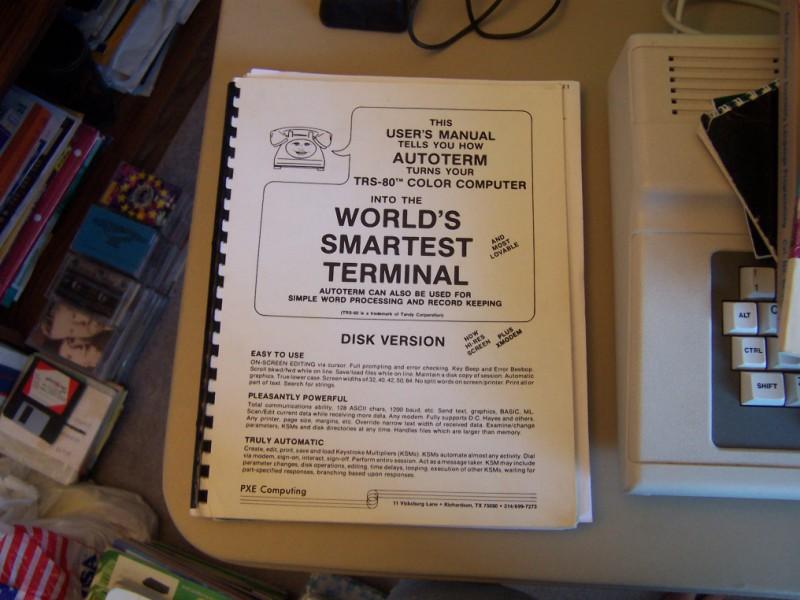 THIS
USER'S MANUAL
TELLS YOU HOW
AUTOTERM
TURNS YOUR
TRS-80™ COLOR COMPUTER
INTO THE
WORLD'S
SMARTEST
TERMINAL
AND
MOST
LOVABLE
AUTOTERM CAN ALSO BE USED FOR
SIMPLE WORD PROCESSING AND RECORD KEEPING
(TRS-80 is a trademark of Tandy Corporation)
DISK VERSION
NOW
HI-RES
SCREEN
PLUS
XMODEM
EASY TO USE
ON-SCREEN EDITING via cursor. Full prompting and error checking. Key Beep and Error Beeboop.
Scroll bkwd/fwd while on line. Save/load files while on line. Maintain a disk copy of session. Automatic
graphics. True lower case. Screen widths of 32, 40, 42, 50, 64. No split words on screen/printer. Print all or
part of text. Search for strings.
PLEASANTLY POWERFUL
Total communications ability, 128 ASCII chars, 1200 baud, etc. Send text, graphics, BASIC, ML.
Scan/Edit current data while receiving more data. Any modem. Fully supports D.C. Hayes and others.
Any printer, page size, margins, etc. Override narrow text width of received data. Examine/change
parameters, KSMs and disk directories at any time. Handles files which are larger than memory.
TRULY AUTOMATIC
Create, edit, print, save and load Keystroke Multipliers (KSMs). KSMs automate almost any activity. Dial
via modem, sign-on, interact, sign-off. Perform entire session. Act as a message taker. KSM may include
parameter changes, disk operations, editing, time delays, looping, execution of other KSMs, waiting for
part-specified responses, branching based upon responses.
PXE Computing
11 Vicksburg Lane • Richardson, TX 75080 • 214/699-7273
ALT
CTRL
SHIFT